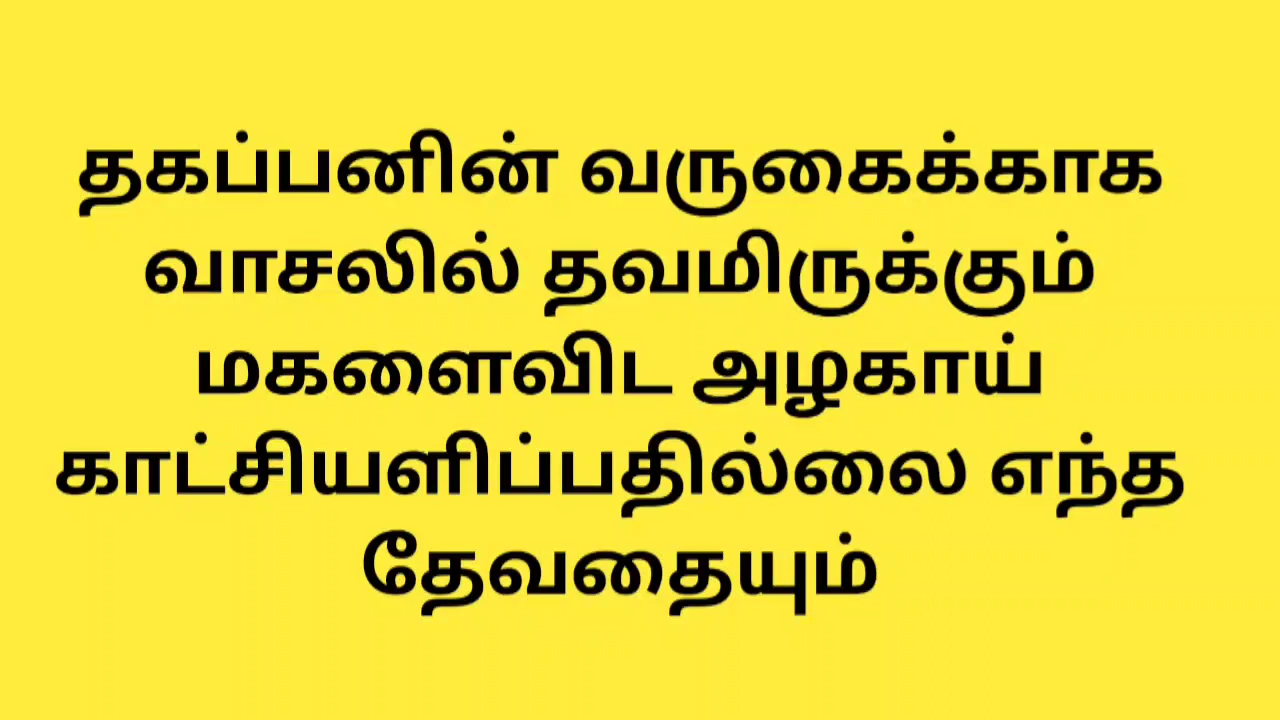 தகப்பனின் வருகைக்காக
வாசலில் தவமிருக்கும்
மகளைவிட அழகாய்
காட்சியளிப்பதில்லை எந்த
தேவதையும்